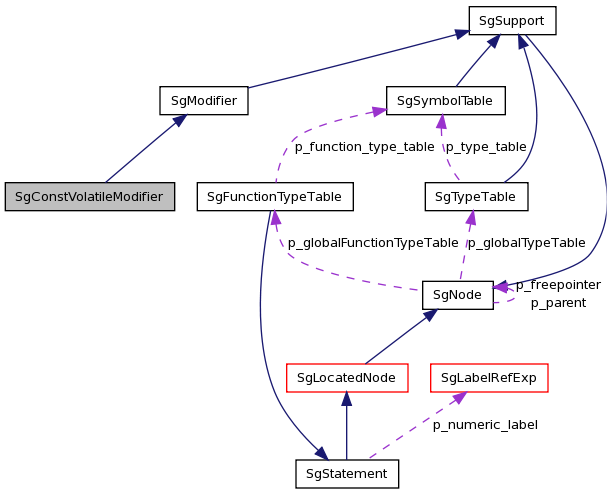 SgSupport
SgModifier
SgSymbolTable
p_function_type_table
p_type_table
SgConstVolatileModifier
SgFunctionTypeTable
SgTypeTable
p_globalFunctionTypeTable
p_globalTypeTable
SgNode
p_freepointer
p_parent
SgLocatedNode
SgLabelRefExp
p_numeric_label
SgStatement